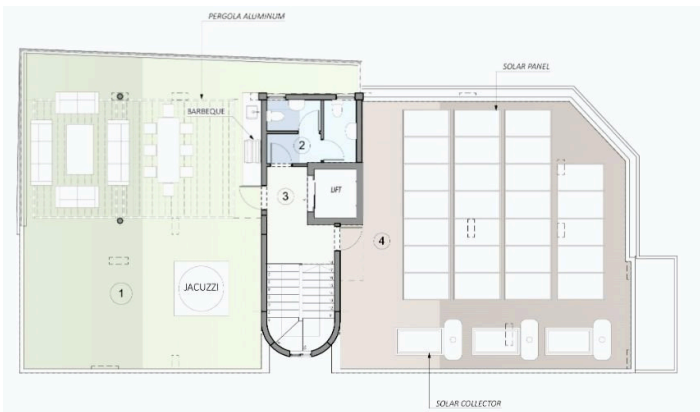 PERGOLA ALUMINUM
SOLAR PANEL
BARBEQUE
2
3
LIFT
4
JACUZZI
1
SOLAR COLLECTOR